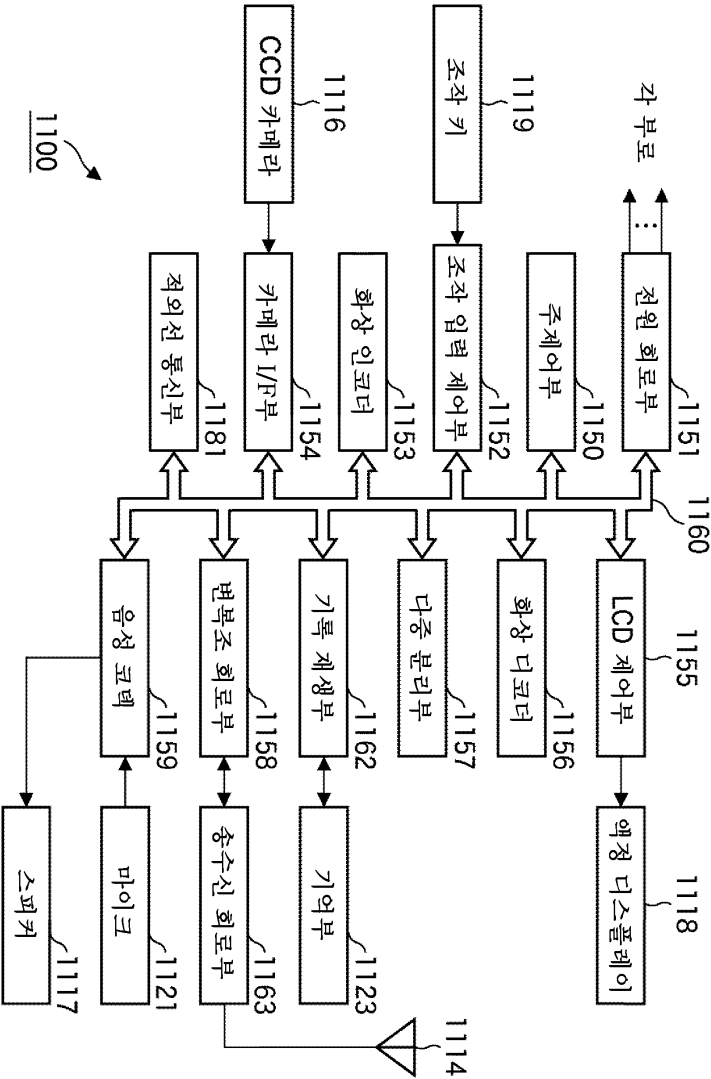 1160
1151
1155
1118
각 부로
…
전원 회로부
LCD 제어부
액정 디스플레이
1150
1156
주제어부
화상 디코더
1119
1152
1157
1114
조작 키
조작 입력 제어부
다중 분리부
1153
1162
1123
화상 인코더
기록 재생부
기억부
1116
1154
1158
1163
CCD 카메라
카메라 I/F부
변복조 회로부
송수신 회로부
1181
1159
1121
적외선 통신부
음성 코덱
마이크
1117
1100
스피커